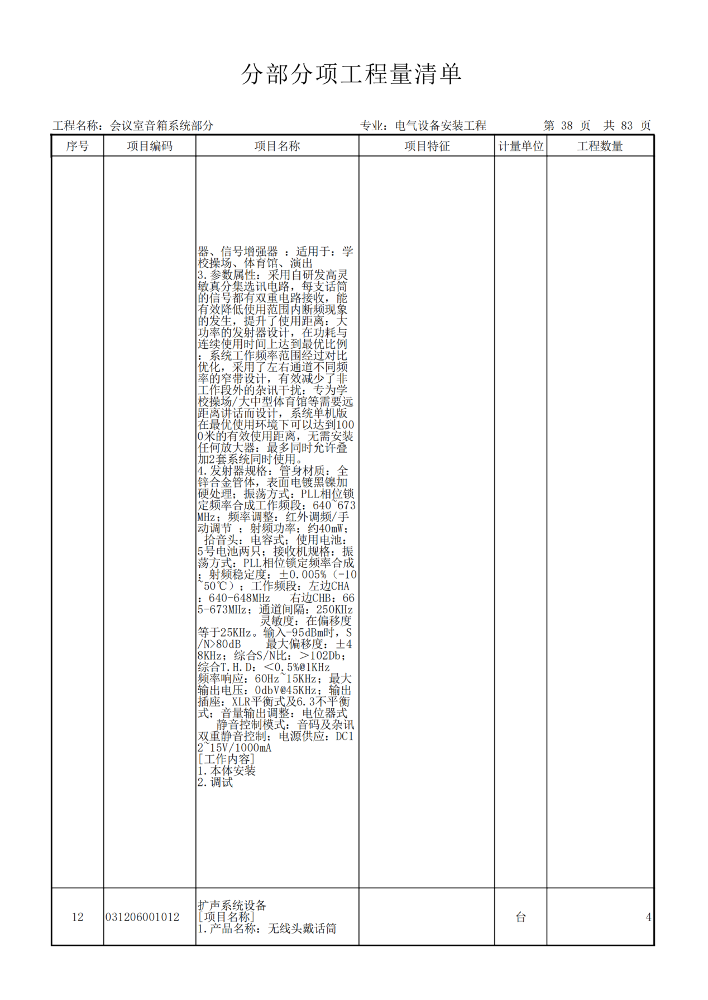 分部分项工程量清单
工程名称：会议室音箱系统部分 专业：电气设备安装工程 第 38 页 共 83 页
序号 项目编码 项目名称 项目特征 计量单位 工程数量
器、信号增强器 ：适用于：学
校操场、体育馆、演出
3.参数属性：采用自研发高灵
敏真分集选讯电路，每支话筒
的信号都有双重电路接收，能
有效降低使用范围内断频现象
的发生，提升了使用距离：大
功率的发射器设计，在功耗与
连续使用时间上达到最优比例
：系统工作频率范围经过对比
优化，采用了左右通道不同频
率的窄带设计，有效减少了非
工作段外的杂讯干扰：专为学
校操场/大中型体育馆等需要远
距离讲话而设计，系统单机版
在最优使用环境下可以达到100
0米的有效使用距离，无需安装
任何放大器：最多同时允许叠
加2套系统同时使用。
4.发射器规格：管身材质：全
锌合金管体，表面电镀黑镍加
硬处理；振荡方式：PLL相位锁
定频率合成工作频段：640~673
MHz；频率调整：红外调频/手
动调节 ；射频功率：约40mW；
拾音头：电容式；使用电池：
5号电池两只；接收机规格：振
荡方式：PLL相位锁定频率合成
；射频稳定度：±0.005%（-10
~50℃）；工作频段：左边CHA
：640-648MHz 右边CHB：66
5-673MHz；通道间隔：250KHz
灵敏度：在偏移度
等于25KHz。输入-95dBm时，S
/N>80dB 最大偏移度：±4
8KHz；综合S/N比：＞102Db；
综合T.H.D：＜0.5%@1KHz
频率响应：60Hz~15KHz；最大
输出电压：0dbV@45KHz；输出
插座：XLR平衡式及6.3不平衡
式；音量输出调整：电位器式
静音控制模式：音码及杂讯
双重静音控制；电源供应：DC1
2~15V/1000mA
[工作内容]
1.本体安装
2.调试
扩声系统设备
12 031206001012 [项目名称] 台 4
1.产品名称：无线头戴话筒